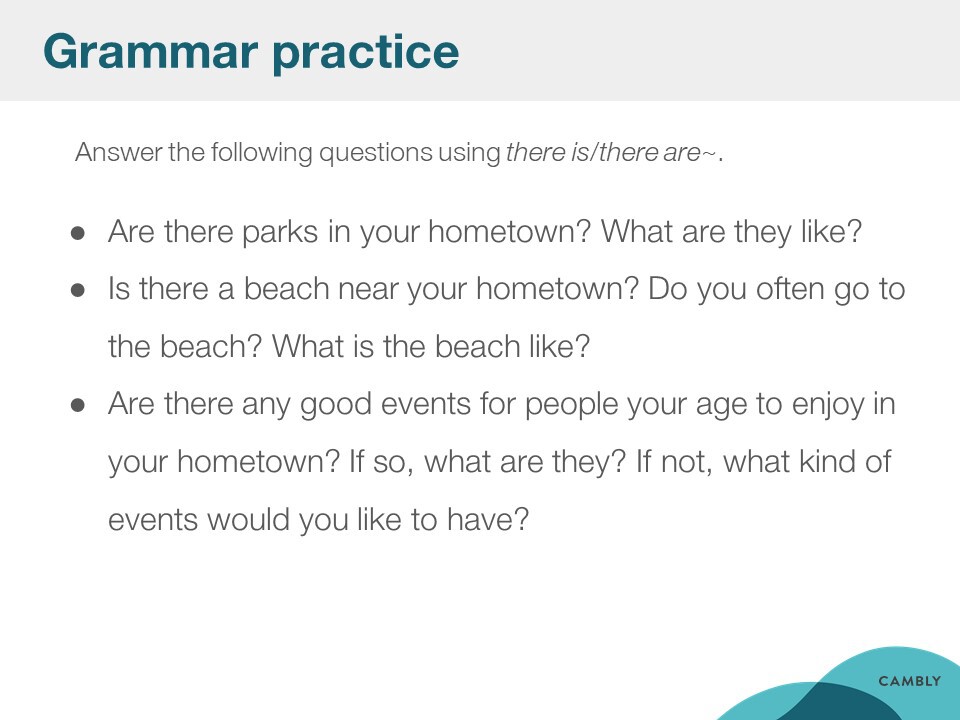 Grammar practice
Answer the following questions using there is/there are~.
● Are there parks in your hometown? What are they like?
● Is there a beach near your hometown? Do you often go to
the beach? What is the beach like?
● Are there any good events for people your age to enjoy in
your hometown? If so, what are they? If not, what kind of
events would you like to have?
CAMBLY